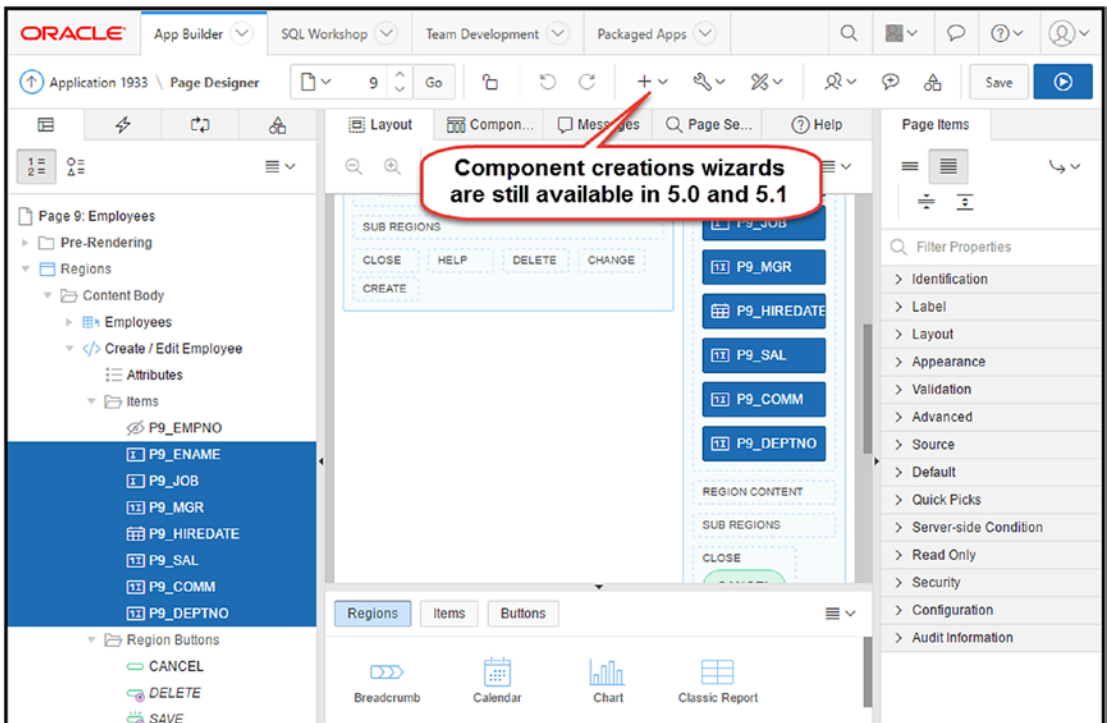 ORACLE App Builder SQL Workshop Team Development Packaged Apps
Application 1933 \ Page Designer 9 Go Save
Layout Compon... Messages Page Se... Help Page Items
Component creations wizards
are still available in 5.0 and 5.1
Page 9: Employees
Pre-Rendering
Regions
Content Body
Employees
Create / Edit Employee
Attributes
Items
P9_EMPNO
P9_ENAME
P9_JOB
P9_MGR
P9_HIREDATE
P9_SAL
P9_COMM
P9_DEPTNO
Region Buttons
CANCEL
DELETE
SAVE
SUB REGIONS
CLOSE HELP DELETE CHANGE
CREATE
P9_JOB
P9_MGR
P9_HIREDATE
P9_SAL
P9_COMM
P9_DEPTNO
REGION CONTENT
SUB REGIONS
CLOSE
CANCEL
Regions Items Buttons
Breadcrumb Calendar Chart Classic Report
Filter Properties
Identification
Label
Layout
Appearance
Validation
Advanced
Source
Default
Quick Picks
Server-side Condition
Read Only
Security
Configuration
Audit Information